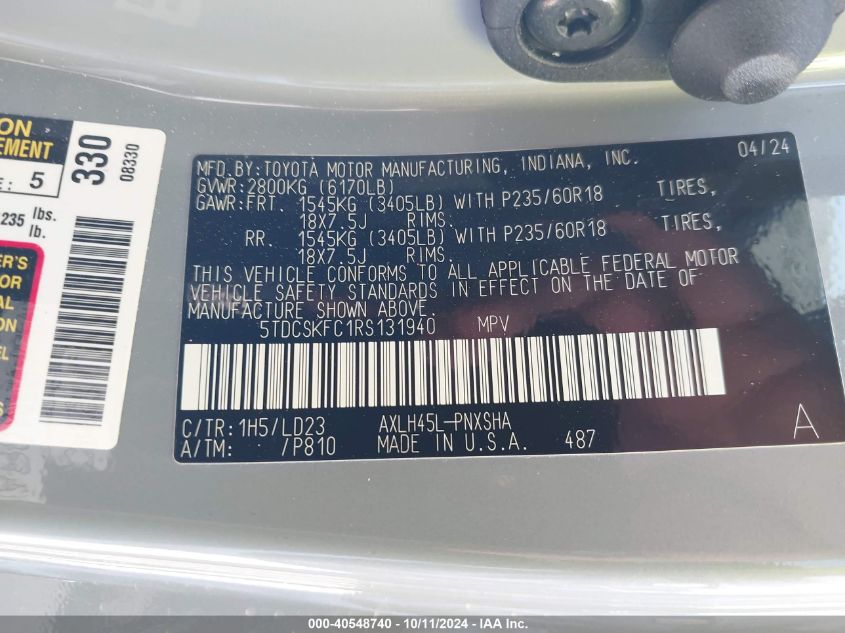 ON
EMENT
E: 5
235 lbs.
lb.
330
08330
ER'S
OR
AL
EL
MFD.BY:TOYOTA MOTOR MANUFACTURING, INDIANA, INC. 04/24
GVWR:2800KG (6170LB)
GAWR:FRT. 1545KG (3405LB) WITH P235/60R18 TIRES,
18X7.5J RIMS.
RR. 1545KG (3405LB) WITH P235/60R18 TIRES,
18X7.5J RIMS.
THIS VEHICLE CONFORMS TO ALL APPLICABLE FEDERAL MOTOR
VEHICLE SAFETY STANDARDS IN EFFECT ON THE DATE OF
MANUFACTURE SHOWN ABOVE.
5TDCSKFC1RS131940 MPV
C/TR:1H5/LD23 AXLH45L-PNXSHA
A/TM: /P810 MADE IN U.S.A. 487 A
000-40548740 - 10/11/2024 - IAA Inc.